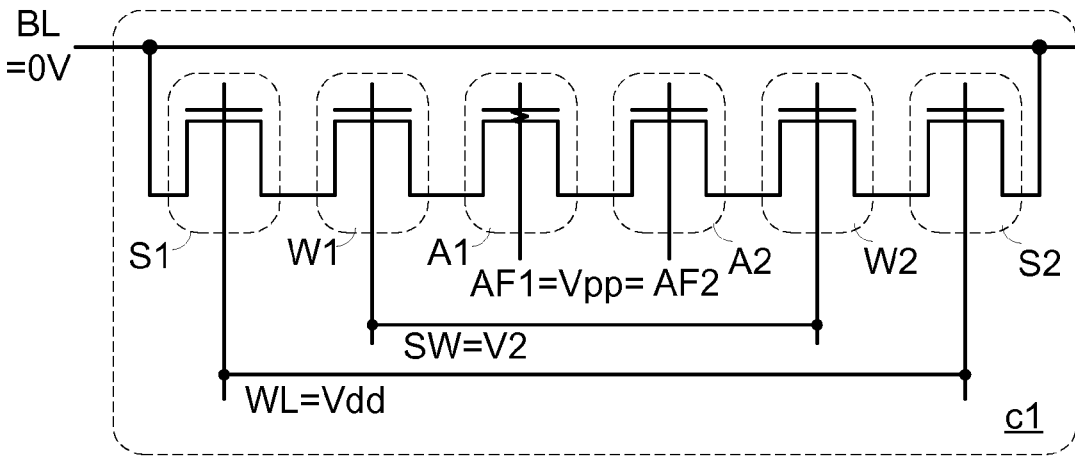 BL
=0V
S1
W1
A1
A2
W2
S2
AF1=Vpp= AF2
SW=V2
WL=Vdd
c1